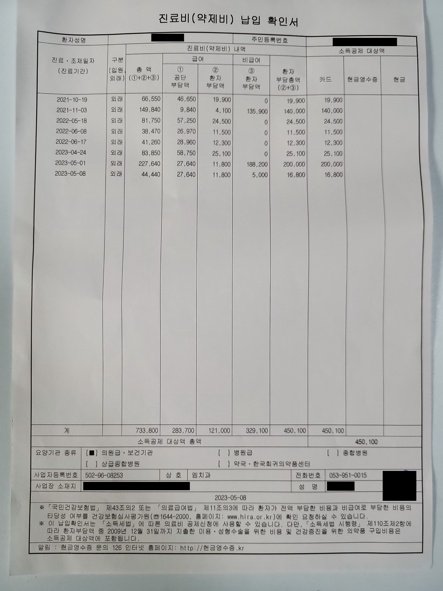 진료비(약제비) 납입 확인서
환자성명 주민등록번호
진료비(약제비) 내역 소득공제 대상액
진료·조제일자 (진료기간) 구분 (입원, 외래) 총 액 (①+②+③) 급여 비급여 환자 부담총액 (②+③) 카드 현금영수증 현금
① 공단 부담액 ② 환자 부담액 ③ 환자 부담액
2021-10-19 외래 66,550 46,650 19,900 0 19,900 19,900
2021-11-03 외래 149,840 9,840 4,100 135,900 140,000 140,000
2022-05-18 외래 81,750 57,250 24,500 0 24,500 24,500
2022-06-08 외래 38,470 26,970 11,500 0 11,500 11,500
2022-06-17 외래 41,260 28,960 12,300 0 12,300 12,300
2023-04-24 외래 83,850 58,750 25,100 0 25,100 25,100
2023-05-01 외래 227,640 27,640 11,800 188,200 200,000 200,000
2023-05-08 외래 44,440 27,640 11,800 5,000 16,800 16,800
계 733,800 283,700 121,000 329,100 450,100 450,100
소득공제 대상액 총액 450,100
요양기관 종류 [■] 의원급·보건기관 [ ] 병원급 [ ] 종합병원
[ ] 상급종합병원 [ ] 약국·한국희귀의약품센터
사업자등록번호 502-96-08253 상 호 엄치과 전화번호 053-951-0015
사업장 소재지 성 명
2023-05-08
※「국민건강보험법」 제43조의2 또는 「의료급여법」 제11조의3에 따라 환자가 전액 부담한 비용과 비급여로 부담한 비용의
타당성 여부를 건강보험심사평가원(☎1644-2000, 홈페이지: www.hira.or.kr)에 확인 요청하실 수 있습니다.
※ 이 납입확인서는 「소득세법」에 따른 의료비 공제신청에 사용할 수 있습니다. 다만, 「소득세법 시행령」 제110조제2항에
따라 환자부담액 중 2009년 12월 31일까지 지출한 미용·성형수술을 위한 비용 및 건강증진을 위한 의약품 구입비용은
소득공제 대상액에 포함됩니다.
알림 : 현금영수증 문의 126 인터넷 홈페이지: http://현금영수증.kr